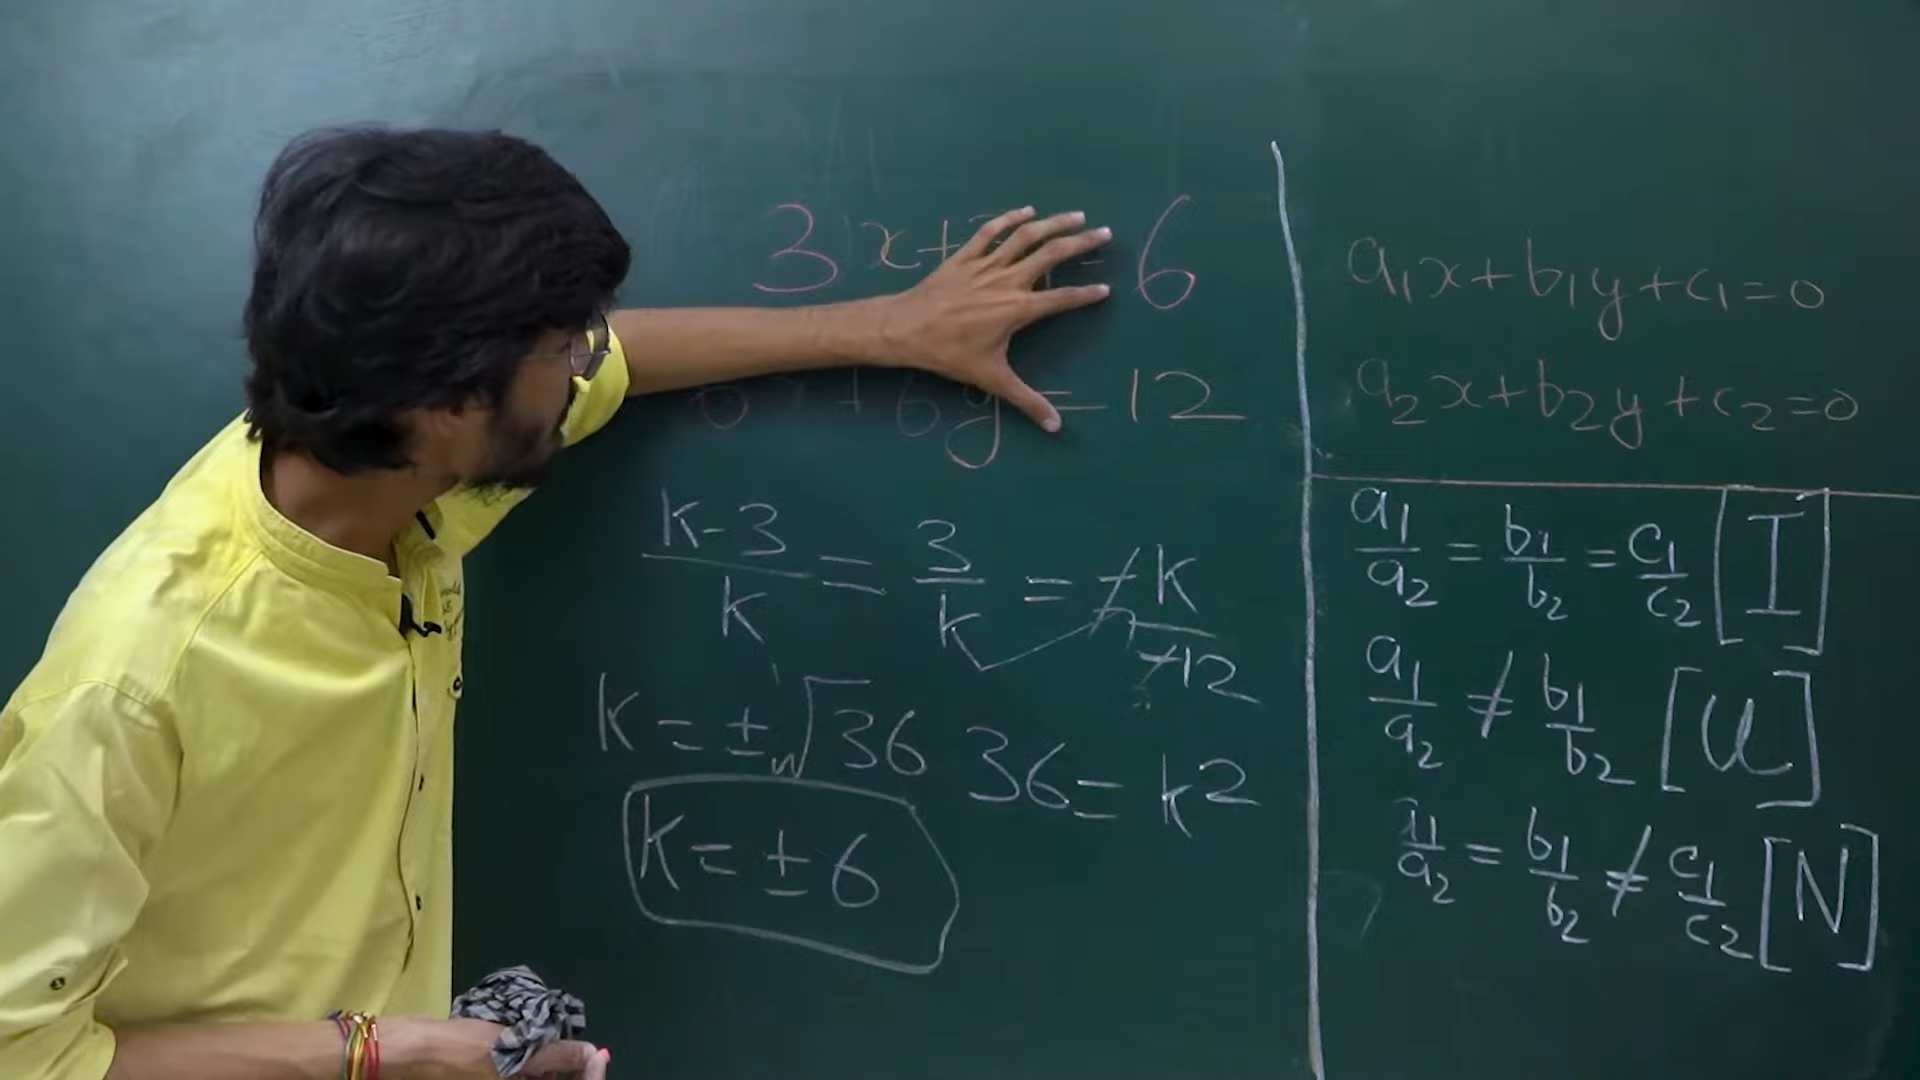 3x+ = 6
6x+6y=12
k-3/k = 3/k = -k/-12
k=±√36 36=k2
k=±6
a1x+b1y+c1=0
a2x+b2y+c2=0
a1/a2 = b1/b2 = c1/c2 [I]
a1/a2 ≠ b1/b2 [U]
a1/a2 = b1/b2 ≠ c1/c2 [N]